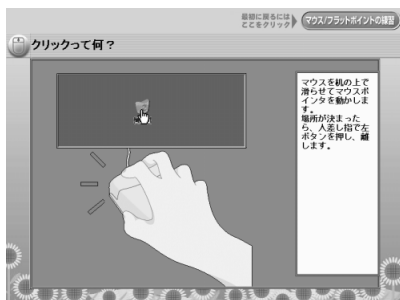 最初に戻るには
ここをクリック
マウス/フラットポイントの練習
クリックって何？
マウスを机の上で
滑らせてマウスポ
インタを動かしま
す。
場所が決まった
ら、人差し指で左
ボタンを押し、離
します。